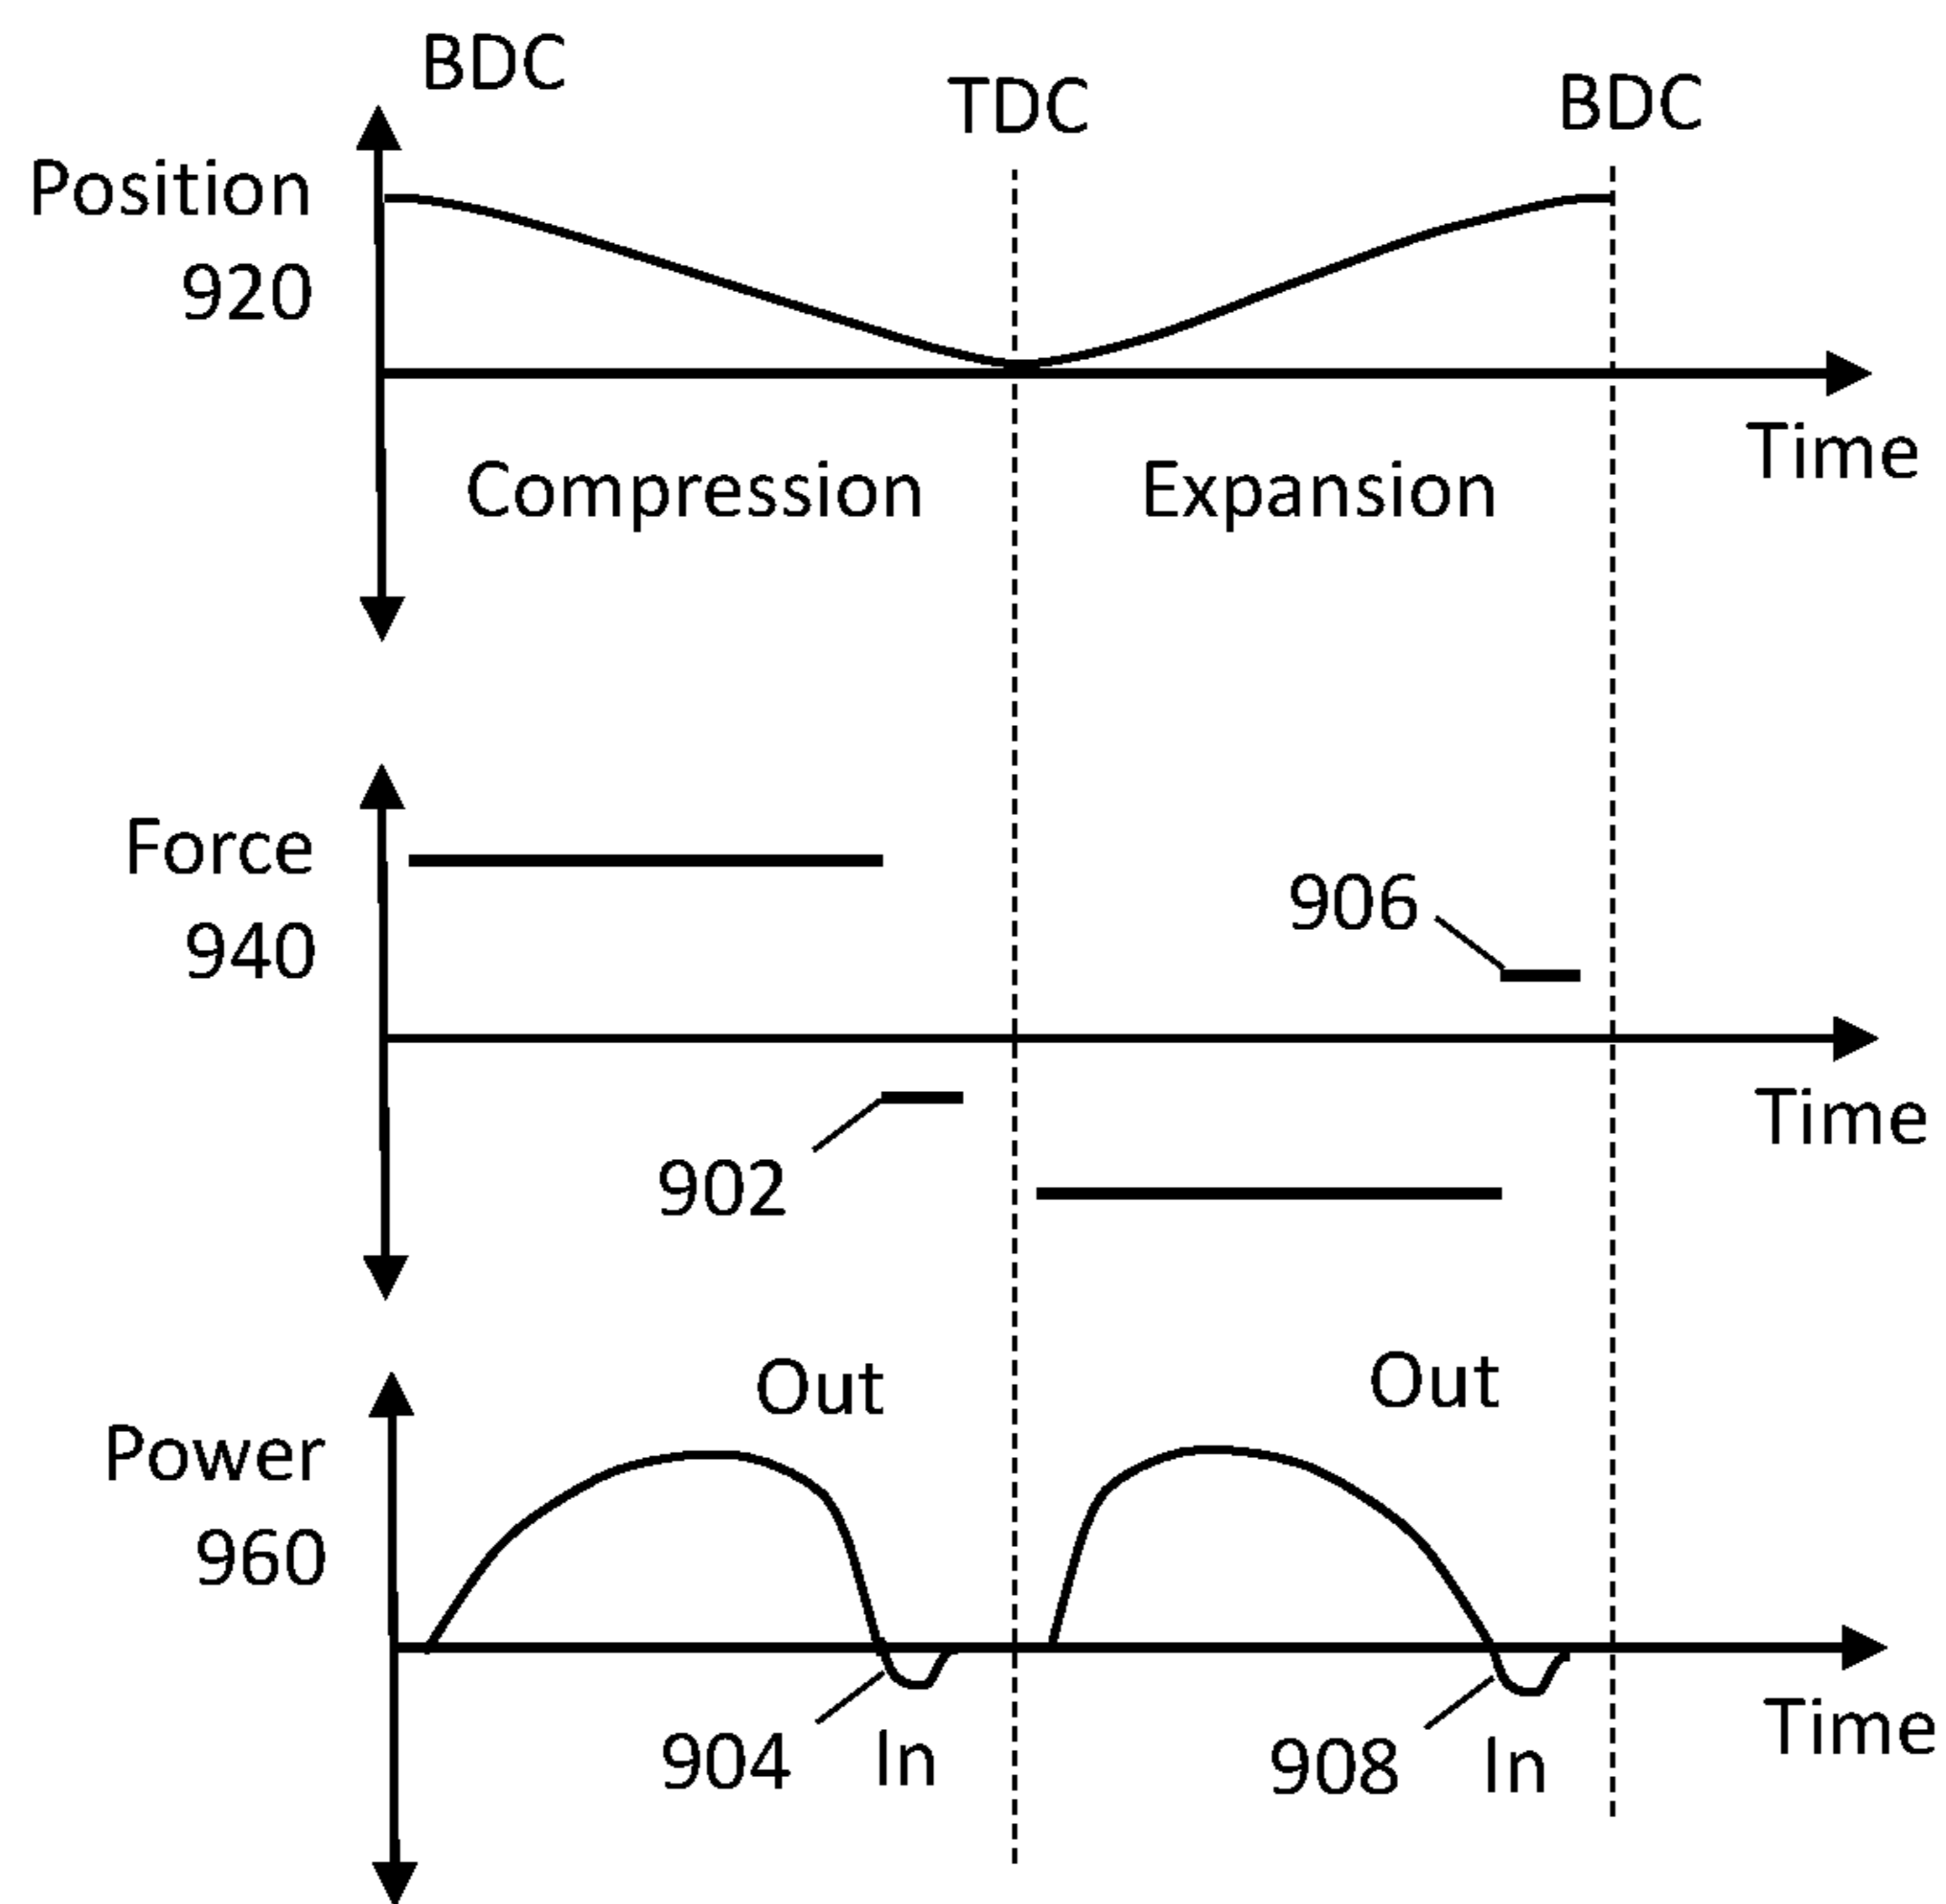 BDC
TDC
BDC
Position
920
Time
Compression
Expansion
Force
940
906
Time
902
Out
Out
Power
960
Time
904
In
908
In